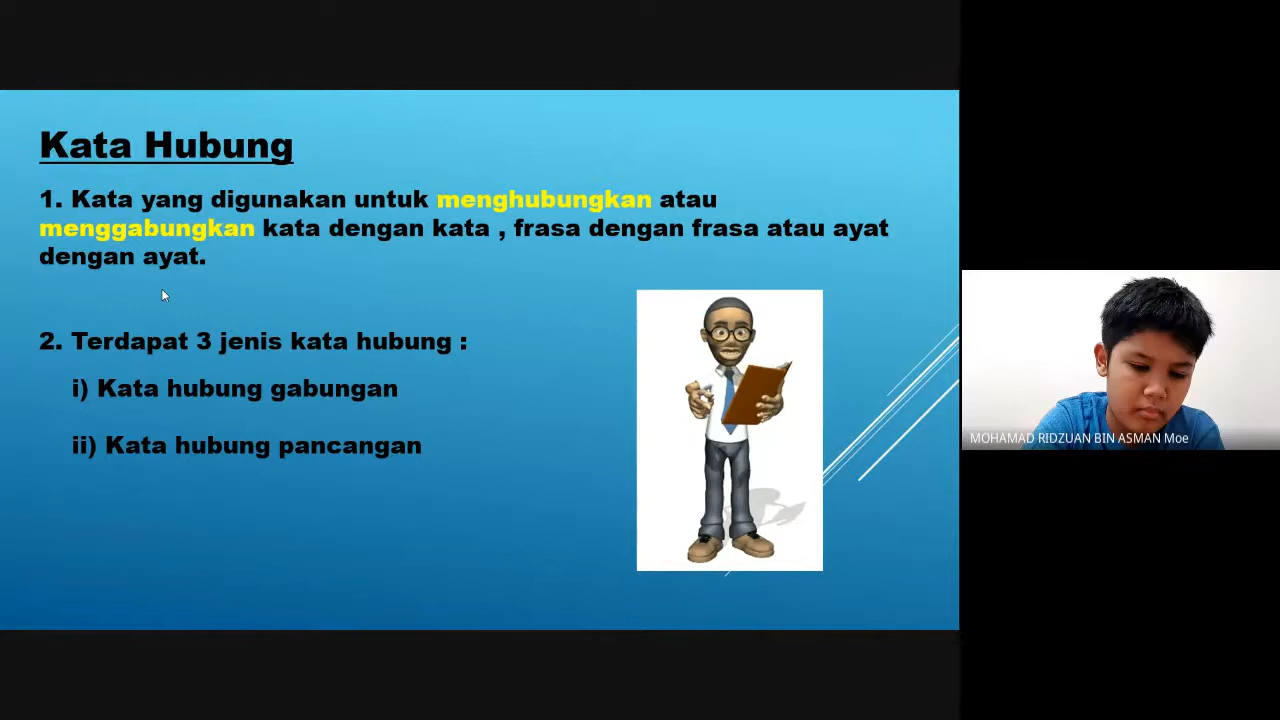 Kata Hubung
1. Kata yang digunakan untuk menghubungkan atau
menggabungkan kata dengan kata , frasa dengan frasa atau ayat
dengan ayat.
2. Terdapat 3 jenis kata hubung :
i) Kata hubung gabungan
ii) Kata hubung pancangan
MOHAMAD RIDZUAN BIN ASMAN Moe